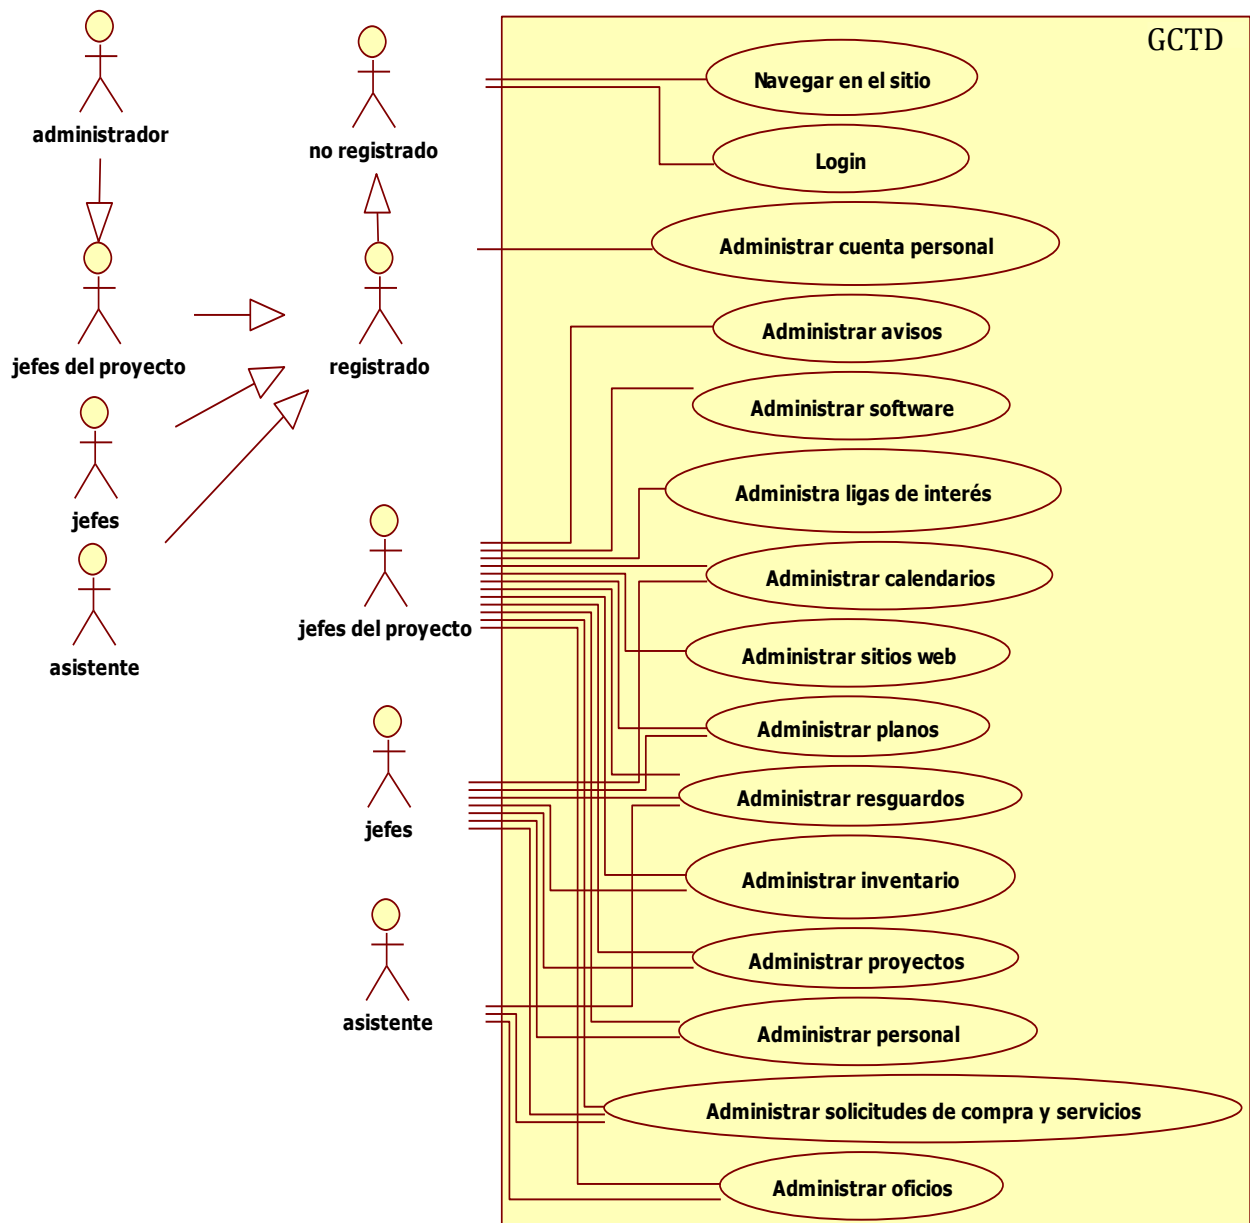 GCTD
administrador
no registrado
jefes del proyecto
registrado
jefes
asistente
jefes del proyecto
jefes
asistente
Navegar en el sitio
Login
Administrar cuenta personal
Administrar avisos
Administrar software
Administra ligas de interés
Administrar calendarios
Administrar sitios web
Administrar planos
Administrar resguardos
Administrar inventario
Administrar proyectos
Administrar personal
Administrar solicitudes de compra y servicios
Administrar oficios